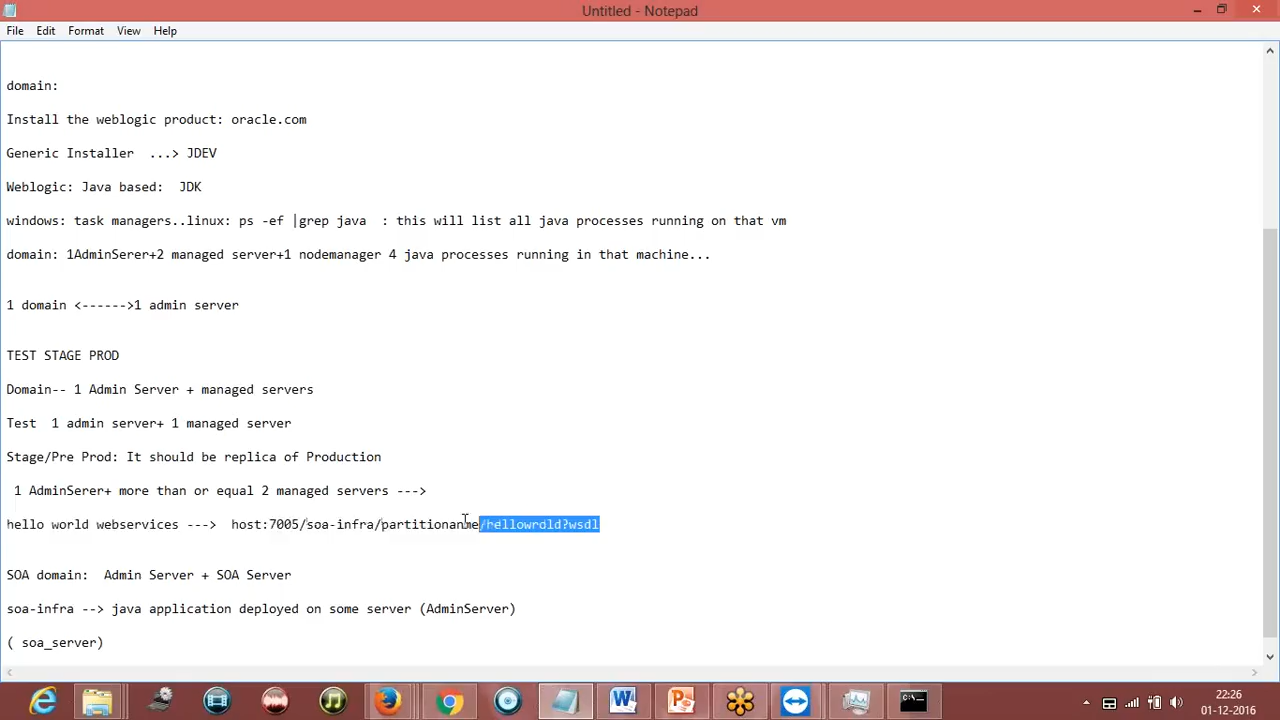 Untitled - Notepad
File Edit Format View Help
domain:
Install the weblogic product: oracle.com
Generic Installer  ...> JDEV
Weblogic: Java based:  JDK
windows: task managers..linux: ps -ef |grep java  : this will list all java processes running on that vm
domain: 1AdminSerer+2 managed server+1 nodemanager 4 java processes running in that machine...
1 domain <------>1 admin server
TEST STAGE PROD
Domain-- 1 Admin Server + managed servers
Test  1 admin server+ 1 managed server
Stage/Pre Prod: It should be replica of Production
1 AdminSerer+ more than or equal 2 managed servers --->
hello world webservices --->  host:7005/soa-infra/partitionanme/hellowrdld?wsdl
SOA domain:  Admin Server + SOA Server
soa-infra --> java application deployed on some server (AdminServer)
( soa_server)
22:26
01-12-2016